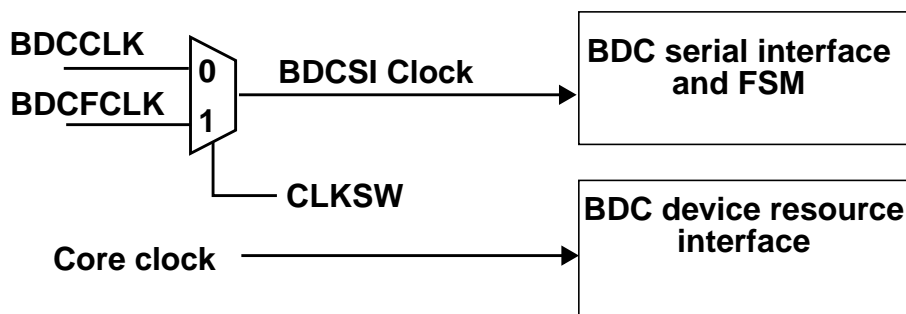 BDCCLK
0
BDCFCLK
1
BDCSI Clock
BDC serial interface
and FSM
CLKSW
Core clock
BDC device resource
interface